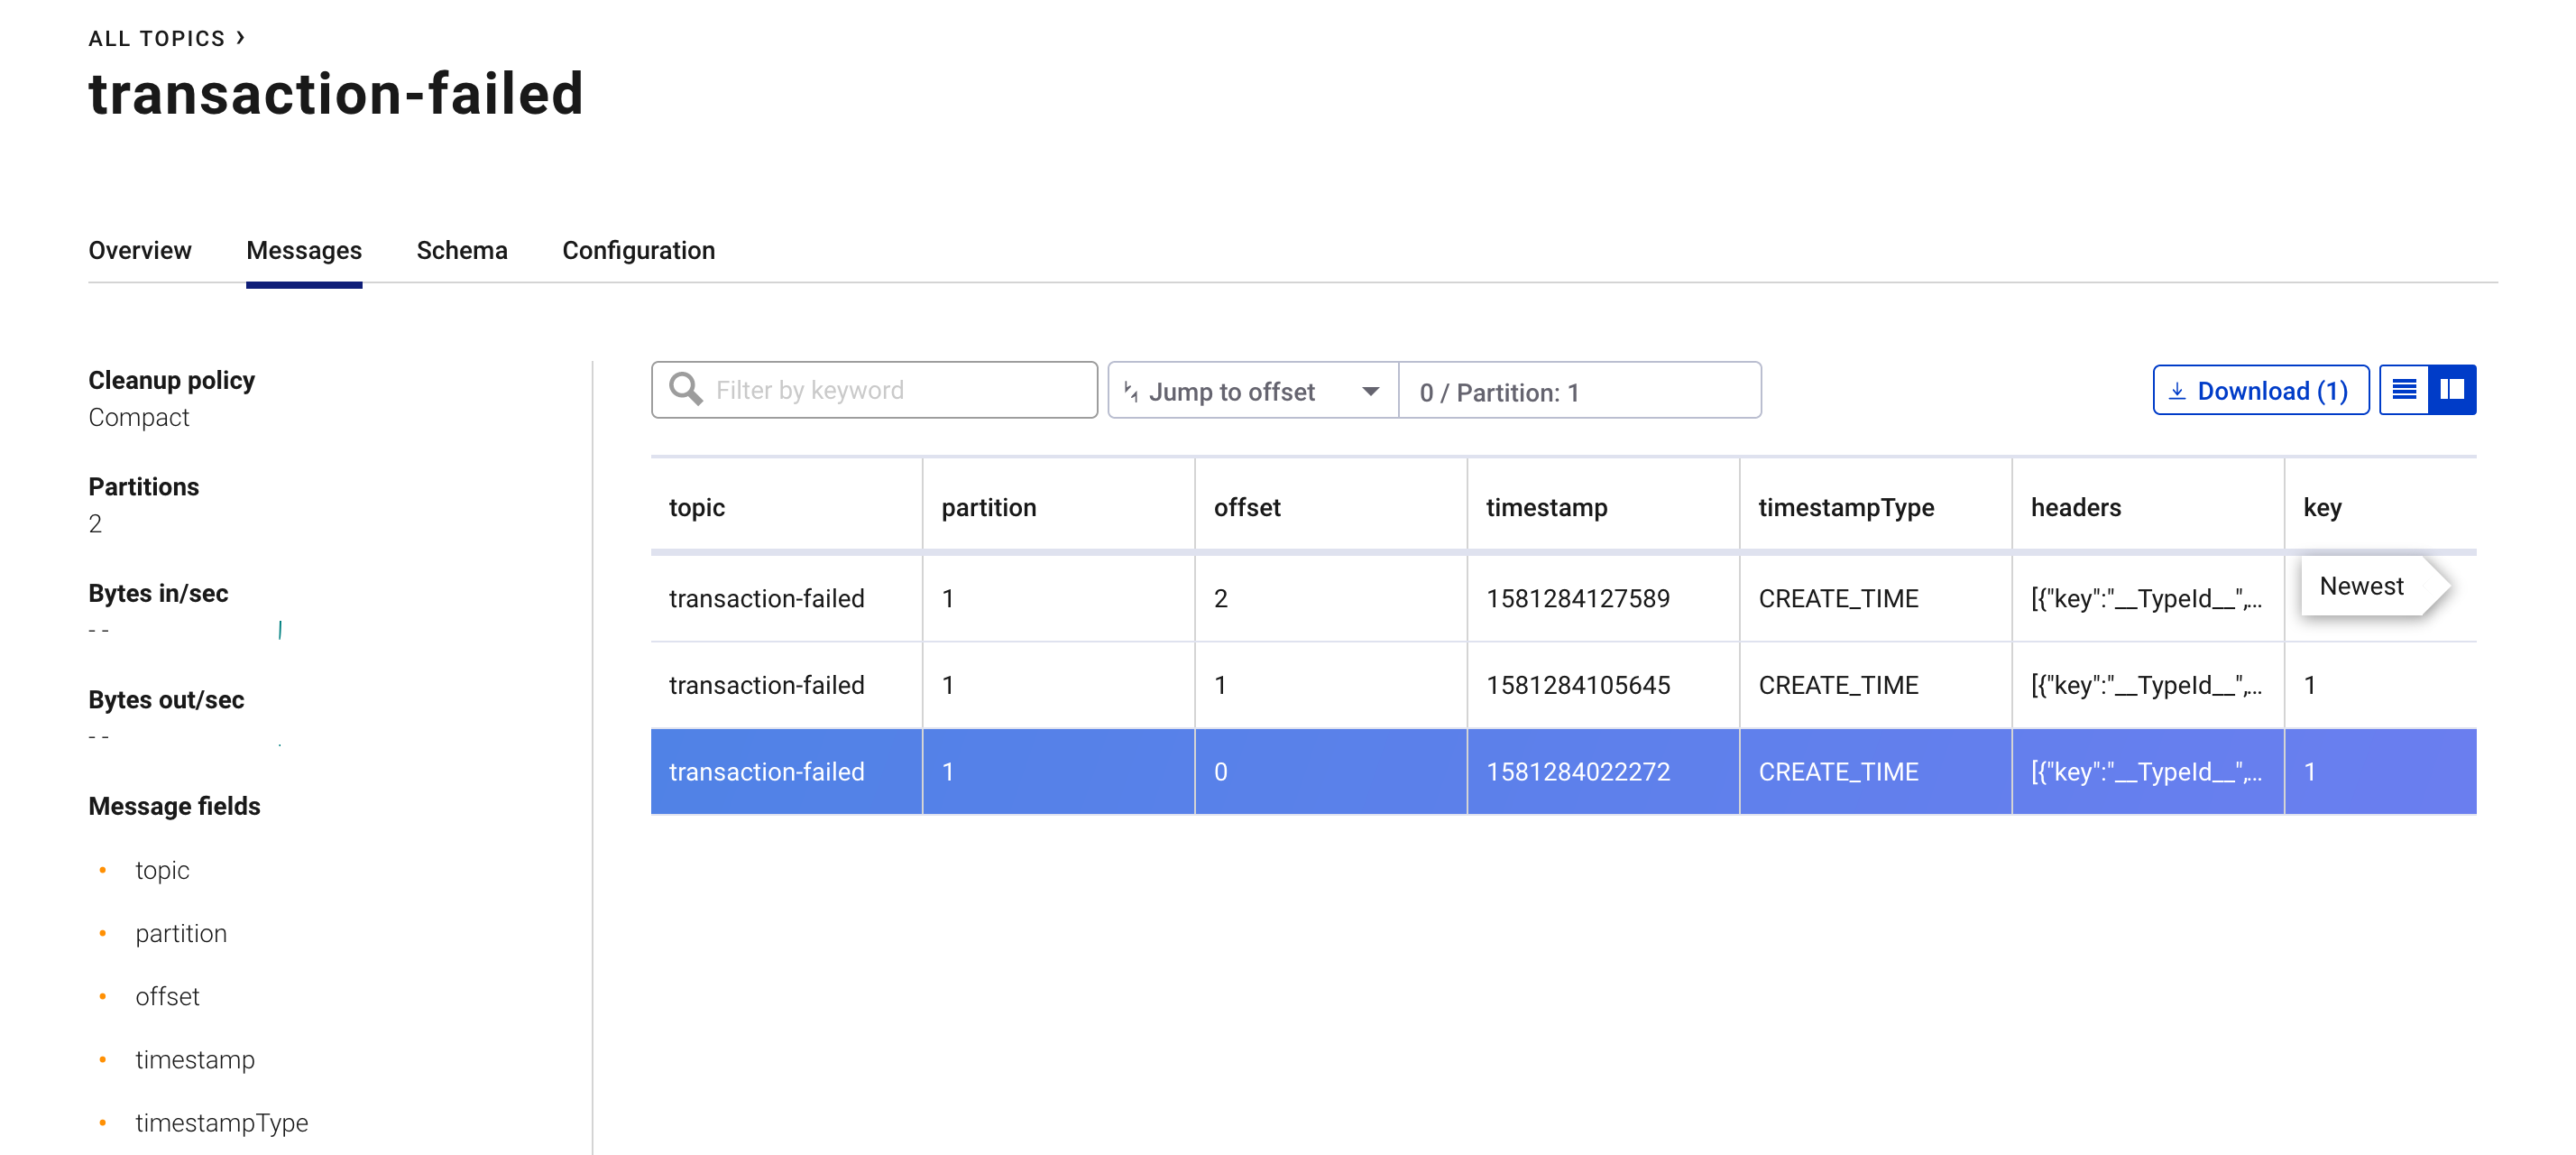 ALL TOPICS ›
transaction-failed
Overview Messages Schema Configuration
Cleanup policy
Compact
Partitions
2
Bytes in/sec
- -
Bytes out/sec
- -
Message fields
• topic
• partition
• offset
• timestamp
• timestampType
Filter by keyword Jump to offset 0 / Partition: 1 Download (1)
topic partition offset timestamp timestampType headers key
transaction-failed 1 2 1581284127589 CREATE_TIME [{"key":"__TypeId__",... Newest
transaction-failed 1 1 1581284105645 CREATE_TIME [{"key":"__TypeId__",... 1
transaction-failed 1 0 1581284022272 CREATE_TIME [{"key":"__TypeId__",... 1